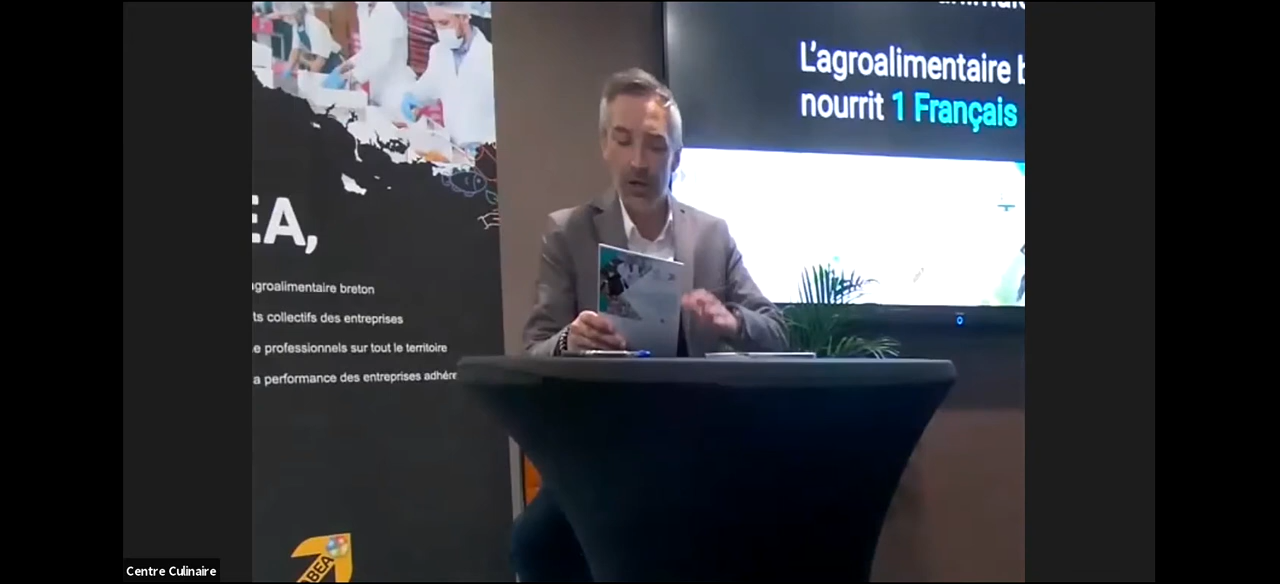 L'agroalimentaire b
nourrit 1 Français
EA,
agroalimentaire breton
ts collectifs des entreprises
e professionnels sur tout le territoire
a performance des entreprises adhére
BEA
Centre Culinaire